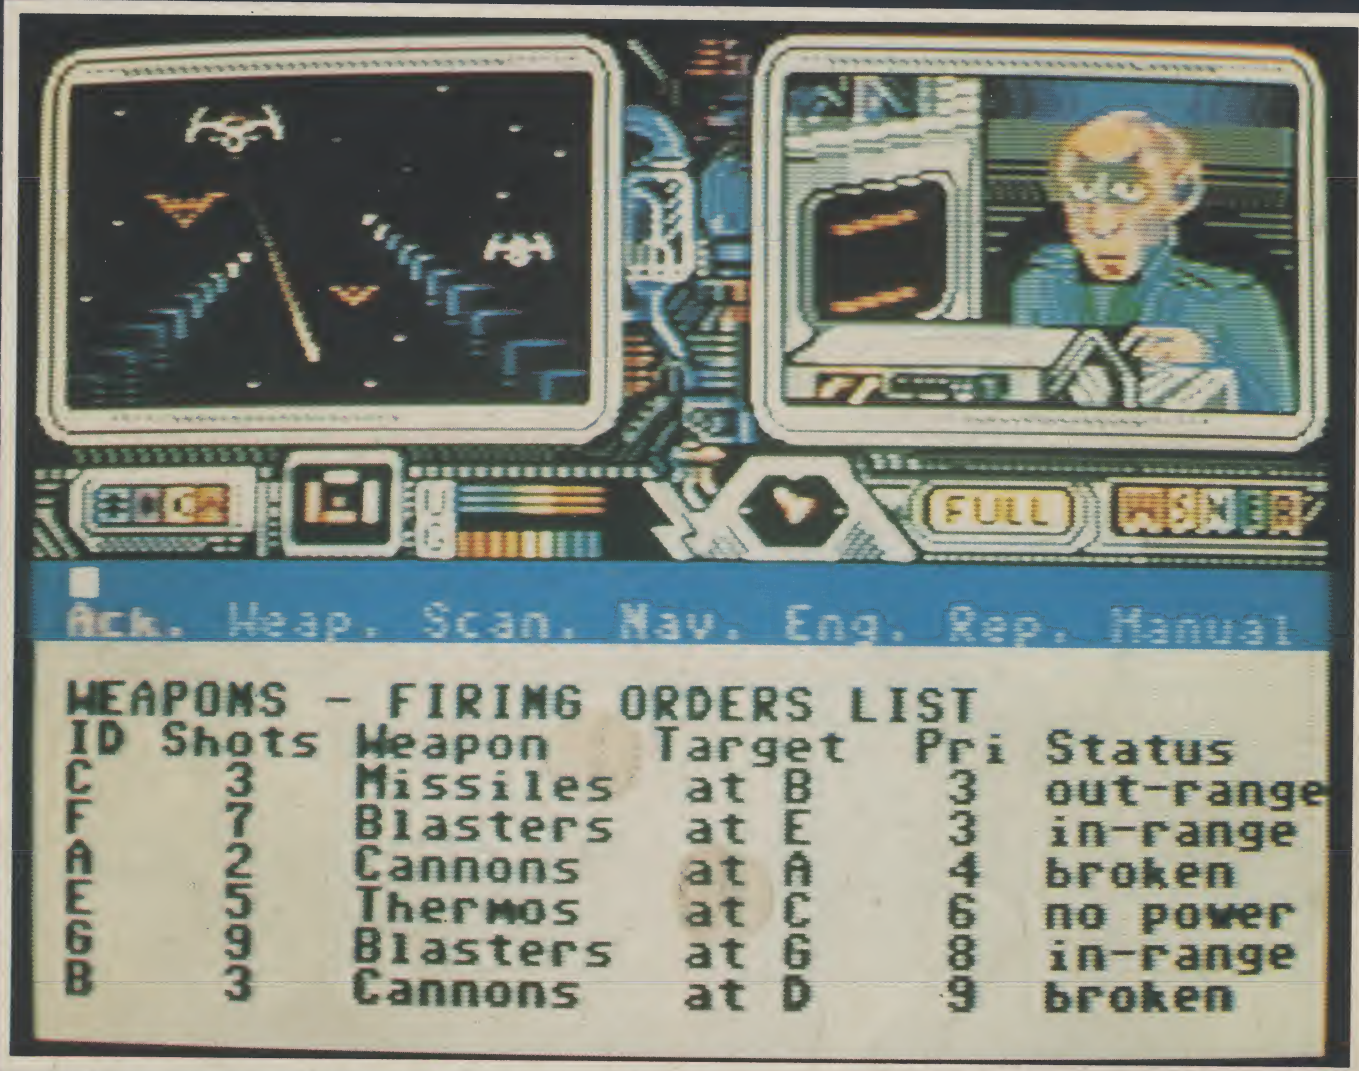 U
G
FULL
Ack. Weap. Scan. Nav. Eng. Rep. Manual
WEAPONS - FIRING ORDERS LIST
ID Shots Weapon Target Pri Status
C 3 Missiles at B 3 out-range
F 7 Blasters at E 3 in-range
A 2 Cannons at A 4 broken
E 5 Thermos at C 6 no power
G 9 Blasters at G 8 in-range
B 3 Cannons at D 9 broken